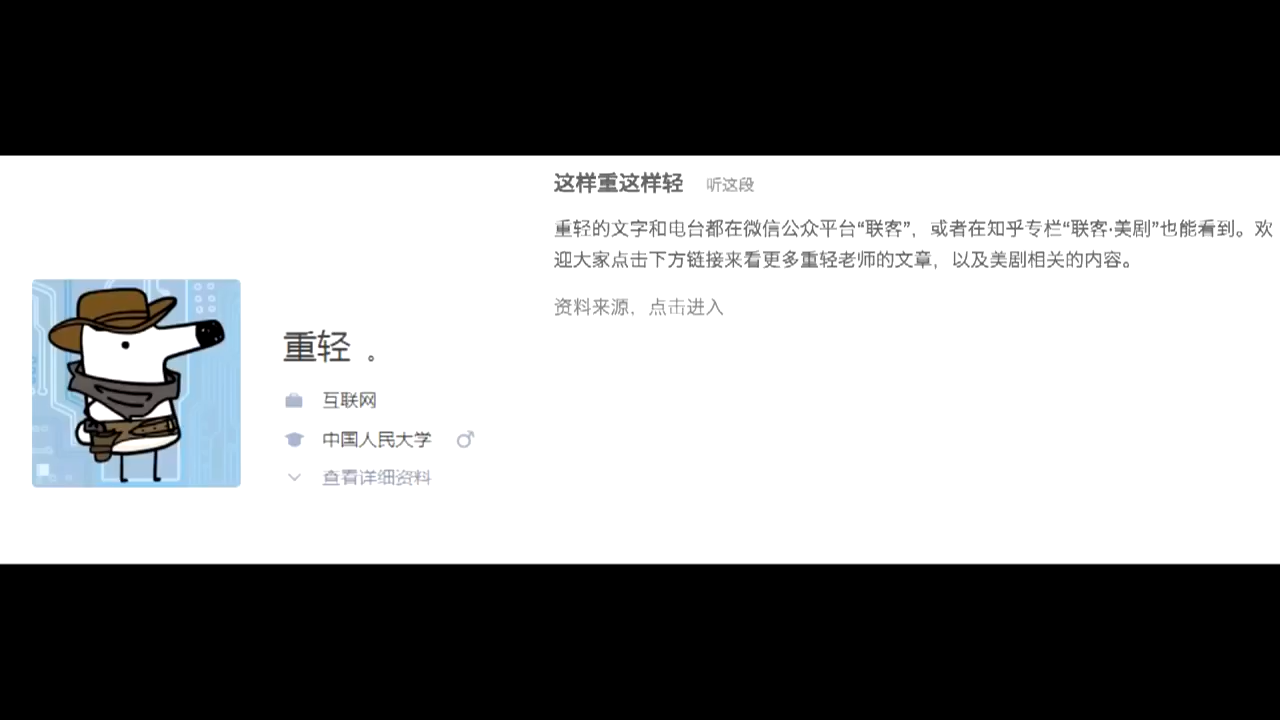 重轻 。
互联网
中国人民大学
查看详细资料
这样重这样轻 听这段
重轻的文字和电台都在微信公众平台“联客”，或者在知乎专栏“联客·美剧”也能看到。欢
迎大家点击下方链接来看更多重轻老师的文章，以及美剧相关的内容。
资料来源，点击进入